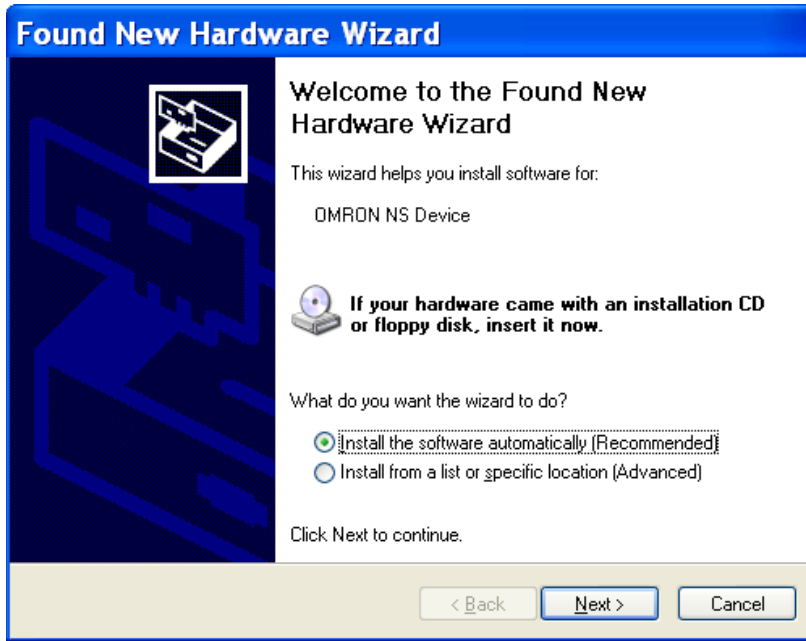 Found New Hardware Wizard
Welcome to the Found New
Hardware Wizard
This wizard helps you install software for:
OMRON NS Device
If your hardware came with an installation CD
or floppy disk, insert it now.
What do you want the wizard to do?
Install the software automatically (Recommended)
Install from a list or specific location (Advanced)
Click Next to continue.
< Back Next > Cancel